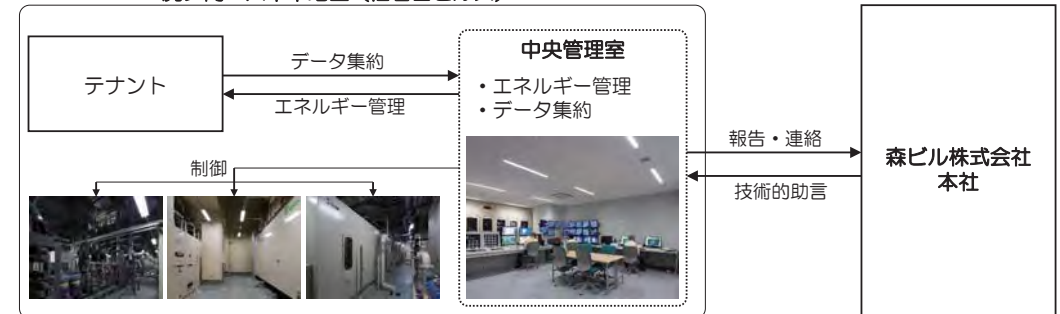 テナント
データ集約
エネルギー管理
中央管理室
・エネルギー管理
・データ集約
制御
報告・連絡
技術的助言
森ビル株式会社
本社